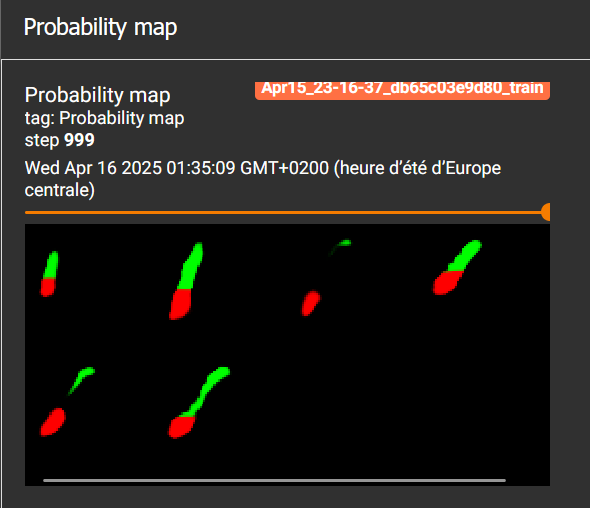 Probability map
Probability map
Apr15_23-16-37_db65c03e9d80_train
tag: Probability map
step 999
Wed Apr 16 2025 01:35:09 GMT+0200 (heure d’été d’Europe
centrale)